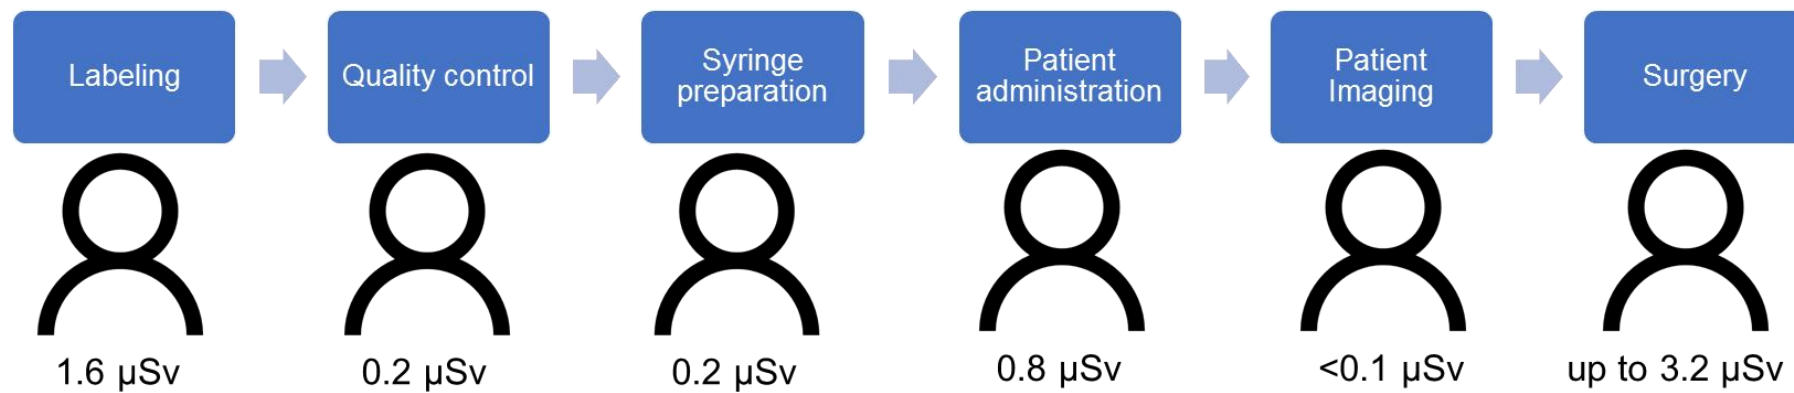 Labeling
Quality control
Syringe
preparation
Patient
administration
Patient
Imaging
Surgery
1.6 µSv
0.2 µSv
0.2 µSv
0.8 µSv
<0.1 µSv
up to 3.2 µSv